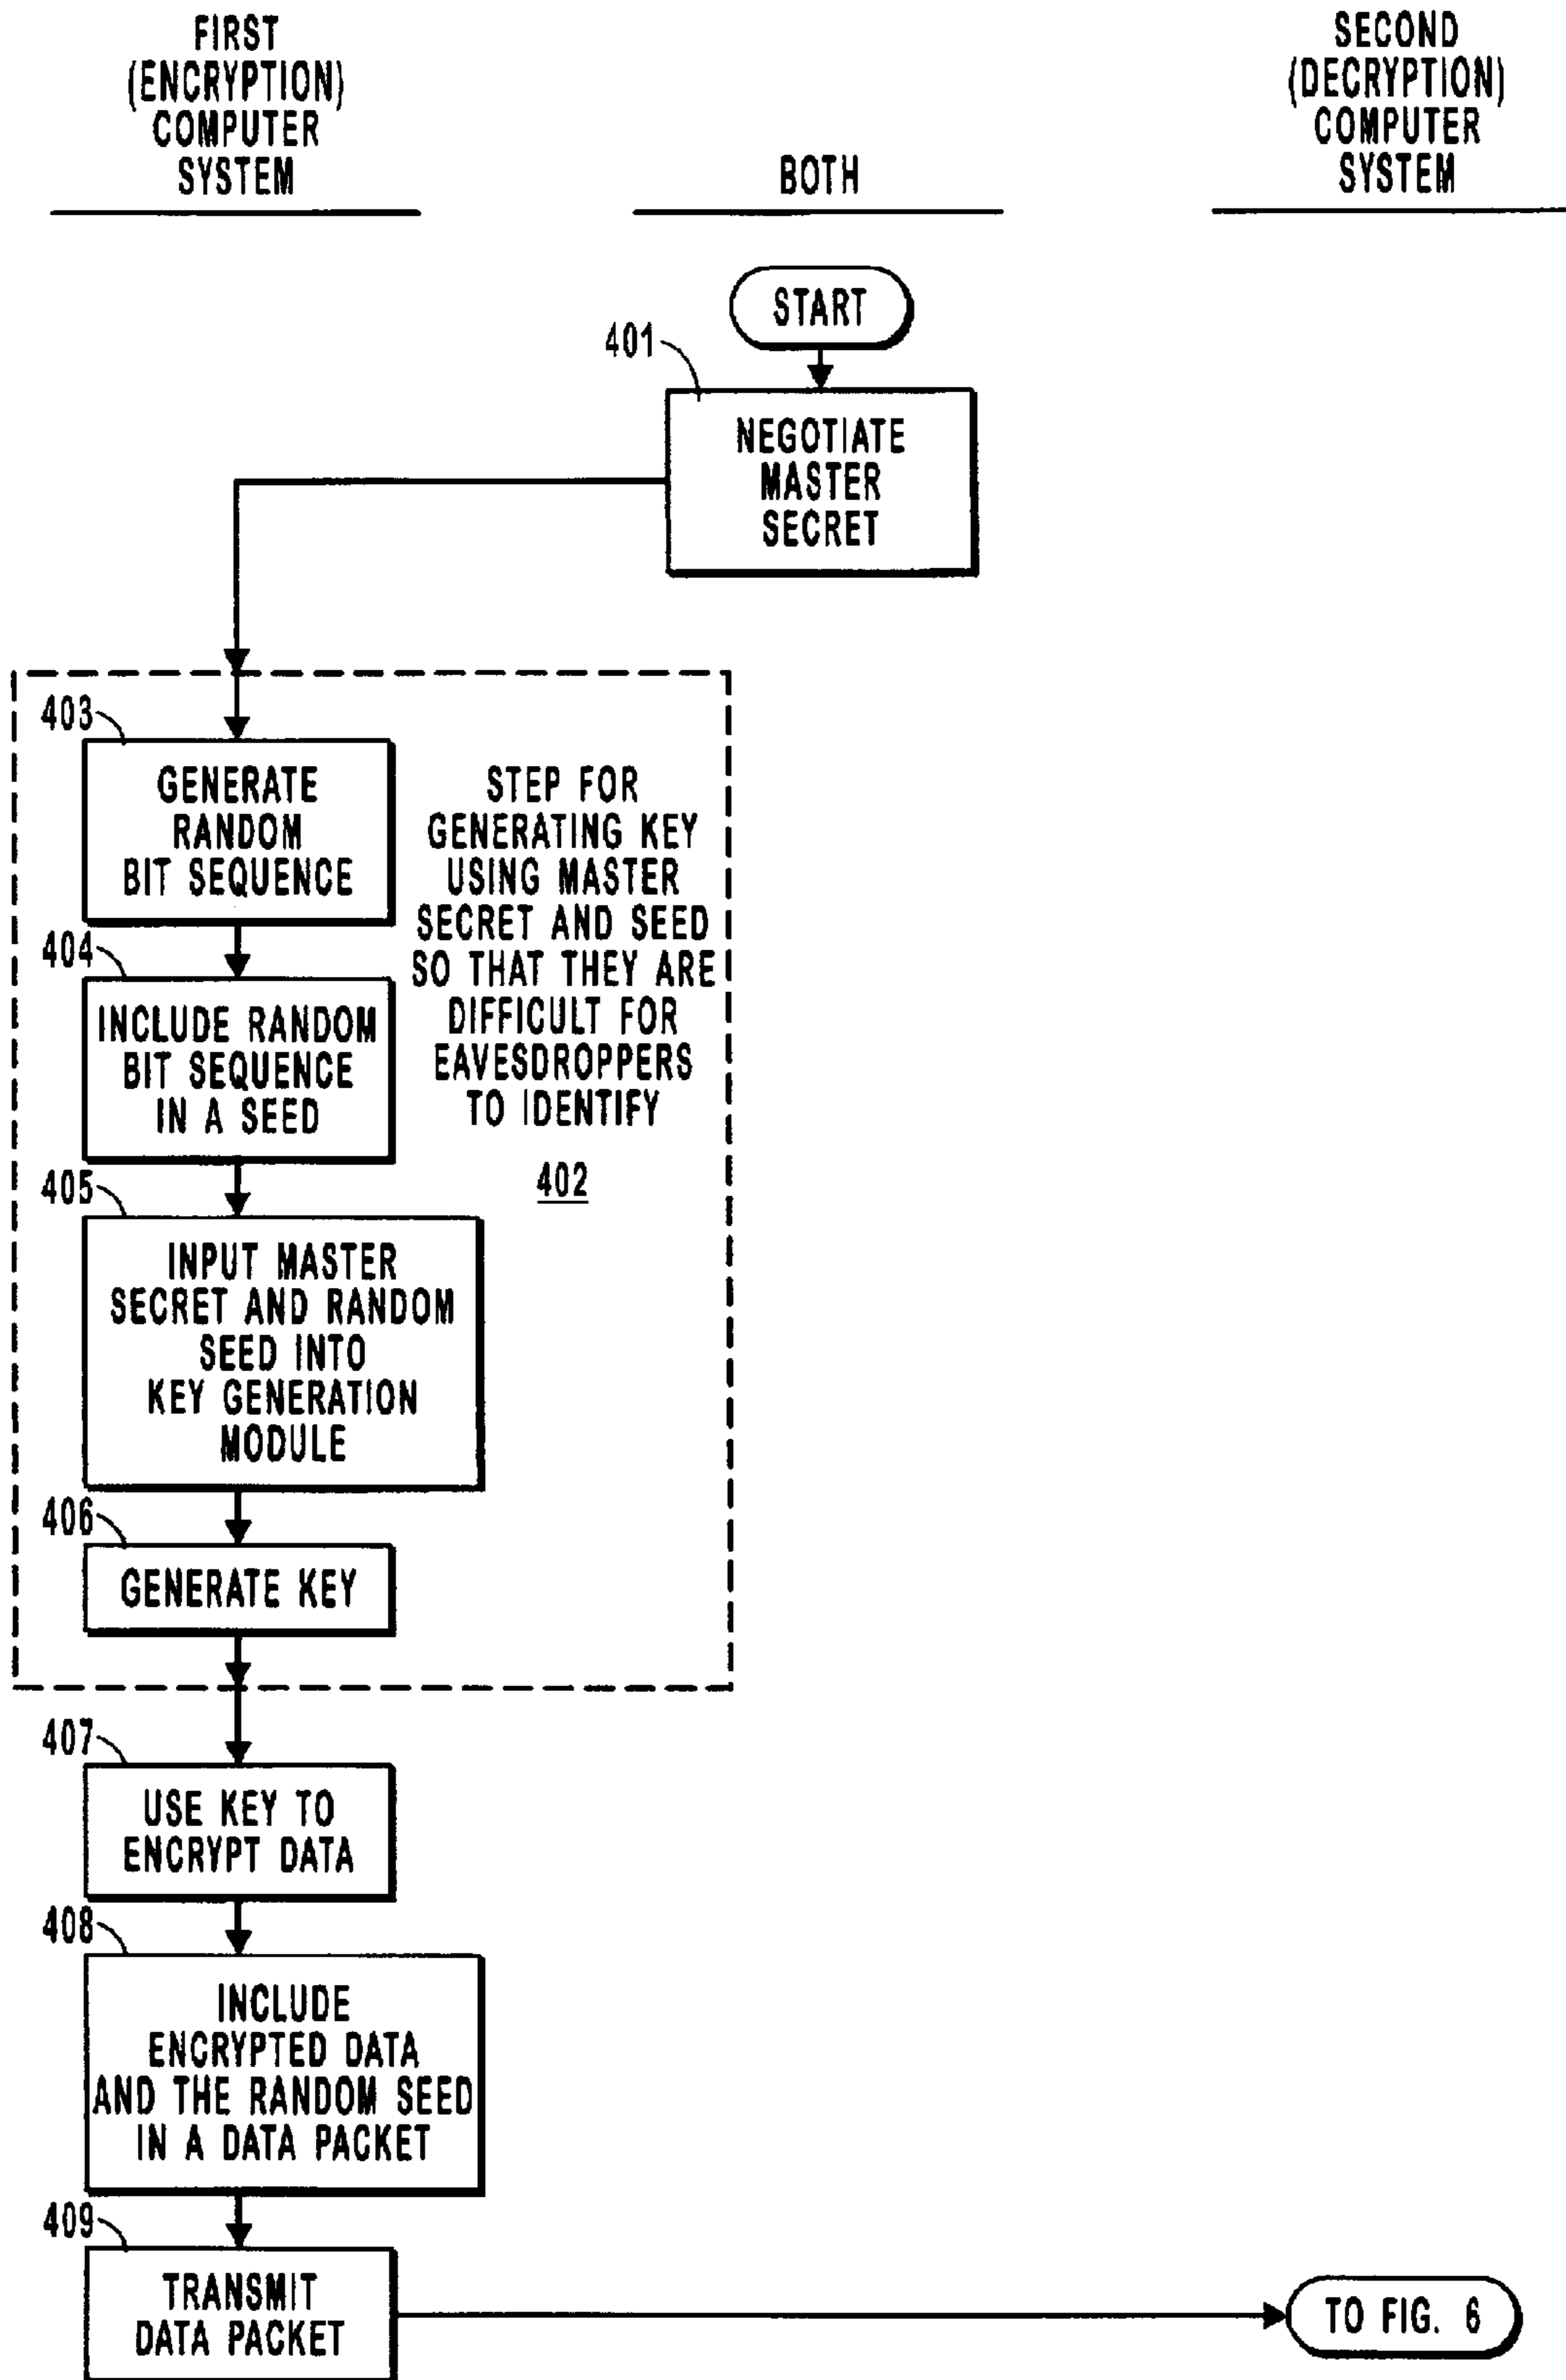 FIRST
(ENCRYPTION)
COMPUTER
SYSTEM
BOTH
SECOND
(DECRYPTION)
COMPUTER
SYSTEM
START
401
NEGOTIATE
MASTER
SECRET
403
GENERATE
RANDOM
BIT SEQUENCE
404
INCLUDE RANDOM
BIT SEQUENCE
IN A SEED
STEP FOR
GENERATING KEY
USING MASTER
SECRET AND SEED
SO THAT THEY ARE
DIFFICULT FOR
EAVESDROPPERS
TO IDENTIFY
402
405
INPUT MASTER
SECRET AND RANDOM
SEED INTO
KEY GENERATION
MODULE
406
GENERATE KEY
407
USE KEY TO
ENCRYPT DATA
408
INCLUDE
ENCRYPTED DATA
AND THE RANDOM SEED
IN A DATA PACKET
409
TRANSMIT
DATA PACKET
TO FIG. 6